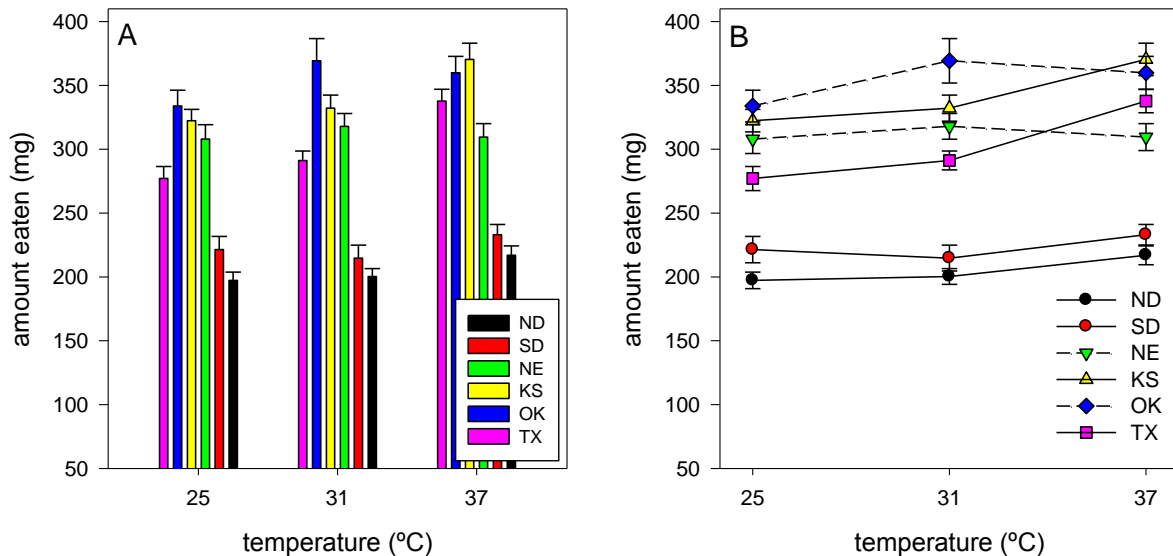 A
amount eaten (mg)
400
350
300
250
200
150
100
50
ND
SD
NE
KS
OK
TX
25 31 37
temperature (ºC)
B
amount eaten (mg)
400
350
300
250
200
150
100
50
ND
SD
NE
KS
OK
TX
25 31 37
temperature (ºC)